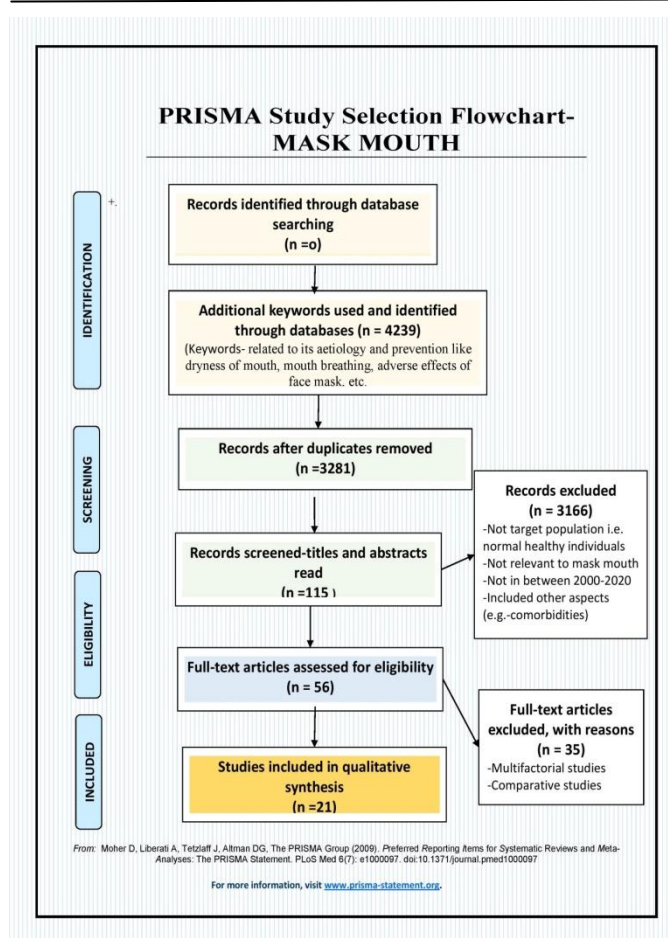 PRISMA Study Selection Flowchart-
MASK MOUTH
+.
IDENTIFICATION
Records identified through database
searching
(n =o)
Additional keywords used and identified
through databases (n = 4239)
(Keywords- related to its aetiology and prevention like
dryness of mouth, mouth breathing, adverse effects of
face mask. etc.
SCREENING
Records after duplicates removed
(n =3281)
Records screened-titles and abstracts
read
(n =115 )
Records excluded
(n = 3166)
-Not target population i.e.
normal healthy individuals
-Not relevant to mask mouth
-Not in between 2000-2020
-Included other aspects
(e.g.-comorbidities)
ELIGIBILITY
Full-text articles assessed for eligibility
(n = 56)
Full-text articles
excluded, with reasons
(n = 35)
-Multifactorial studies
-Comparative studies
INCLUDED
Studies included in qualitative
synthesis
(n =21)
From: Moher D, Liberati A, Tetzlaff J, Altman DG, The PRISMA Group (2009). Preferred Reporting Items for Systematic Reviews and Meta-
Analyses: The PRISMA Statement. PLoS Med 6(7): e1000097. doi:10.1371/journal.pmed1000097
For more information, visit www.prisma-statement.org.